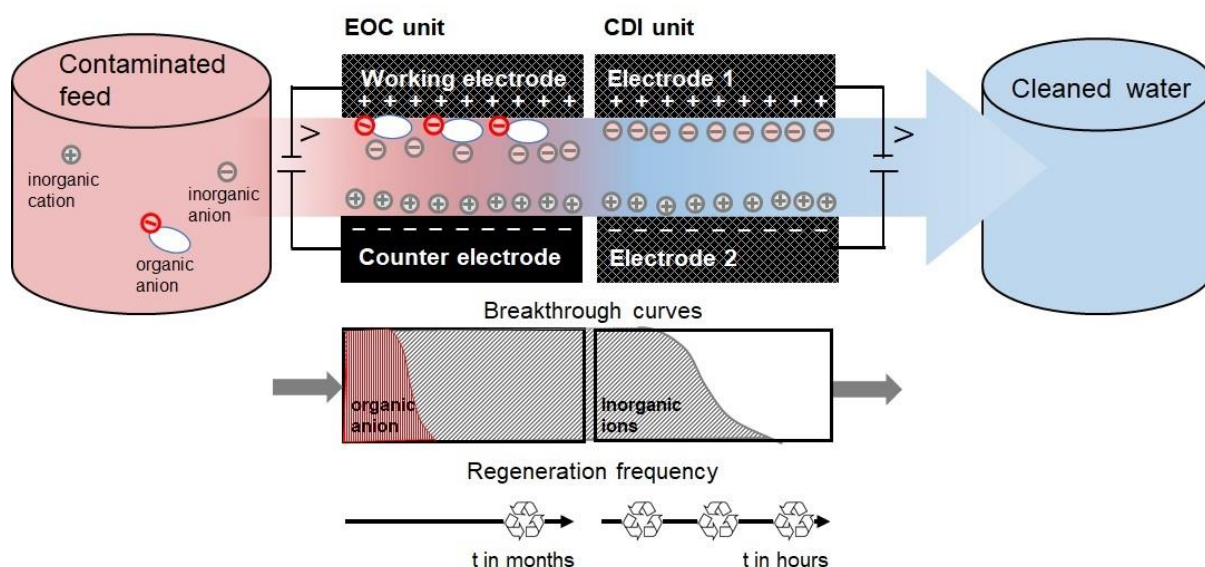 EOC unit
CDI unit
Contaminated
feed
Working electrode
+ + + + + + + + +
Electrode 1
+ + + + + + + + +
Cleaned water
V
V
inorganic
cation
inorganic
anion
organic
anion
Counter electrode
Electrode 2
Breakthrough curves
organic
anion
Inorganic
ions
Regeneration frequency
t in months
t in hours